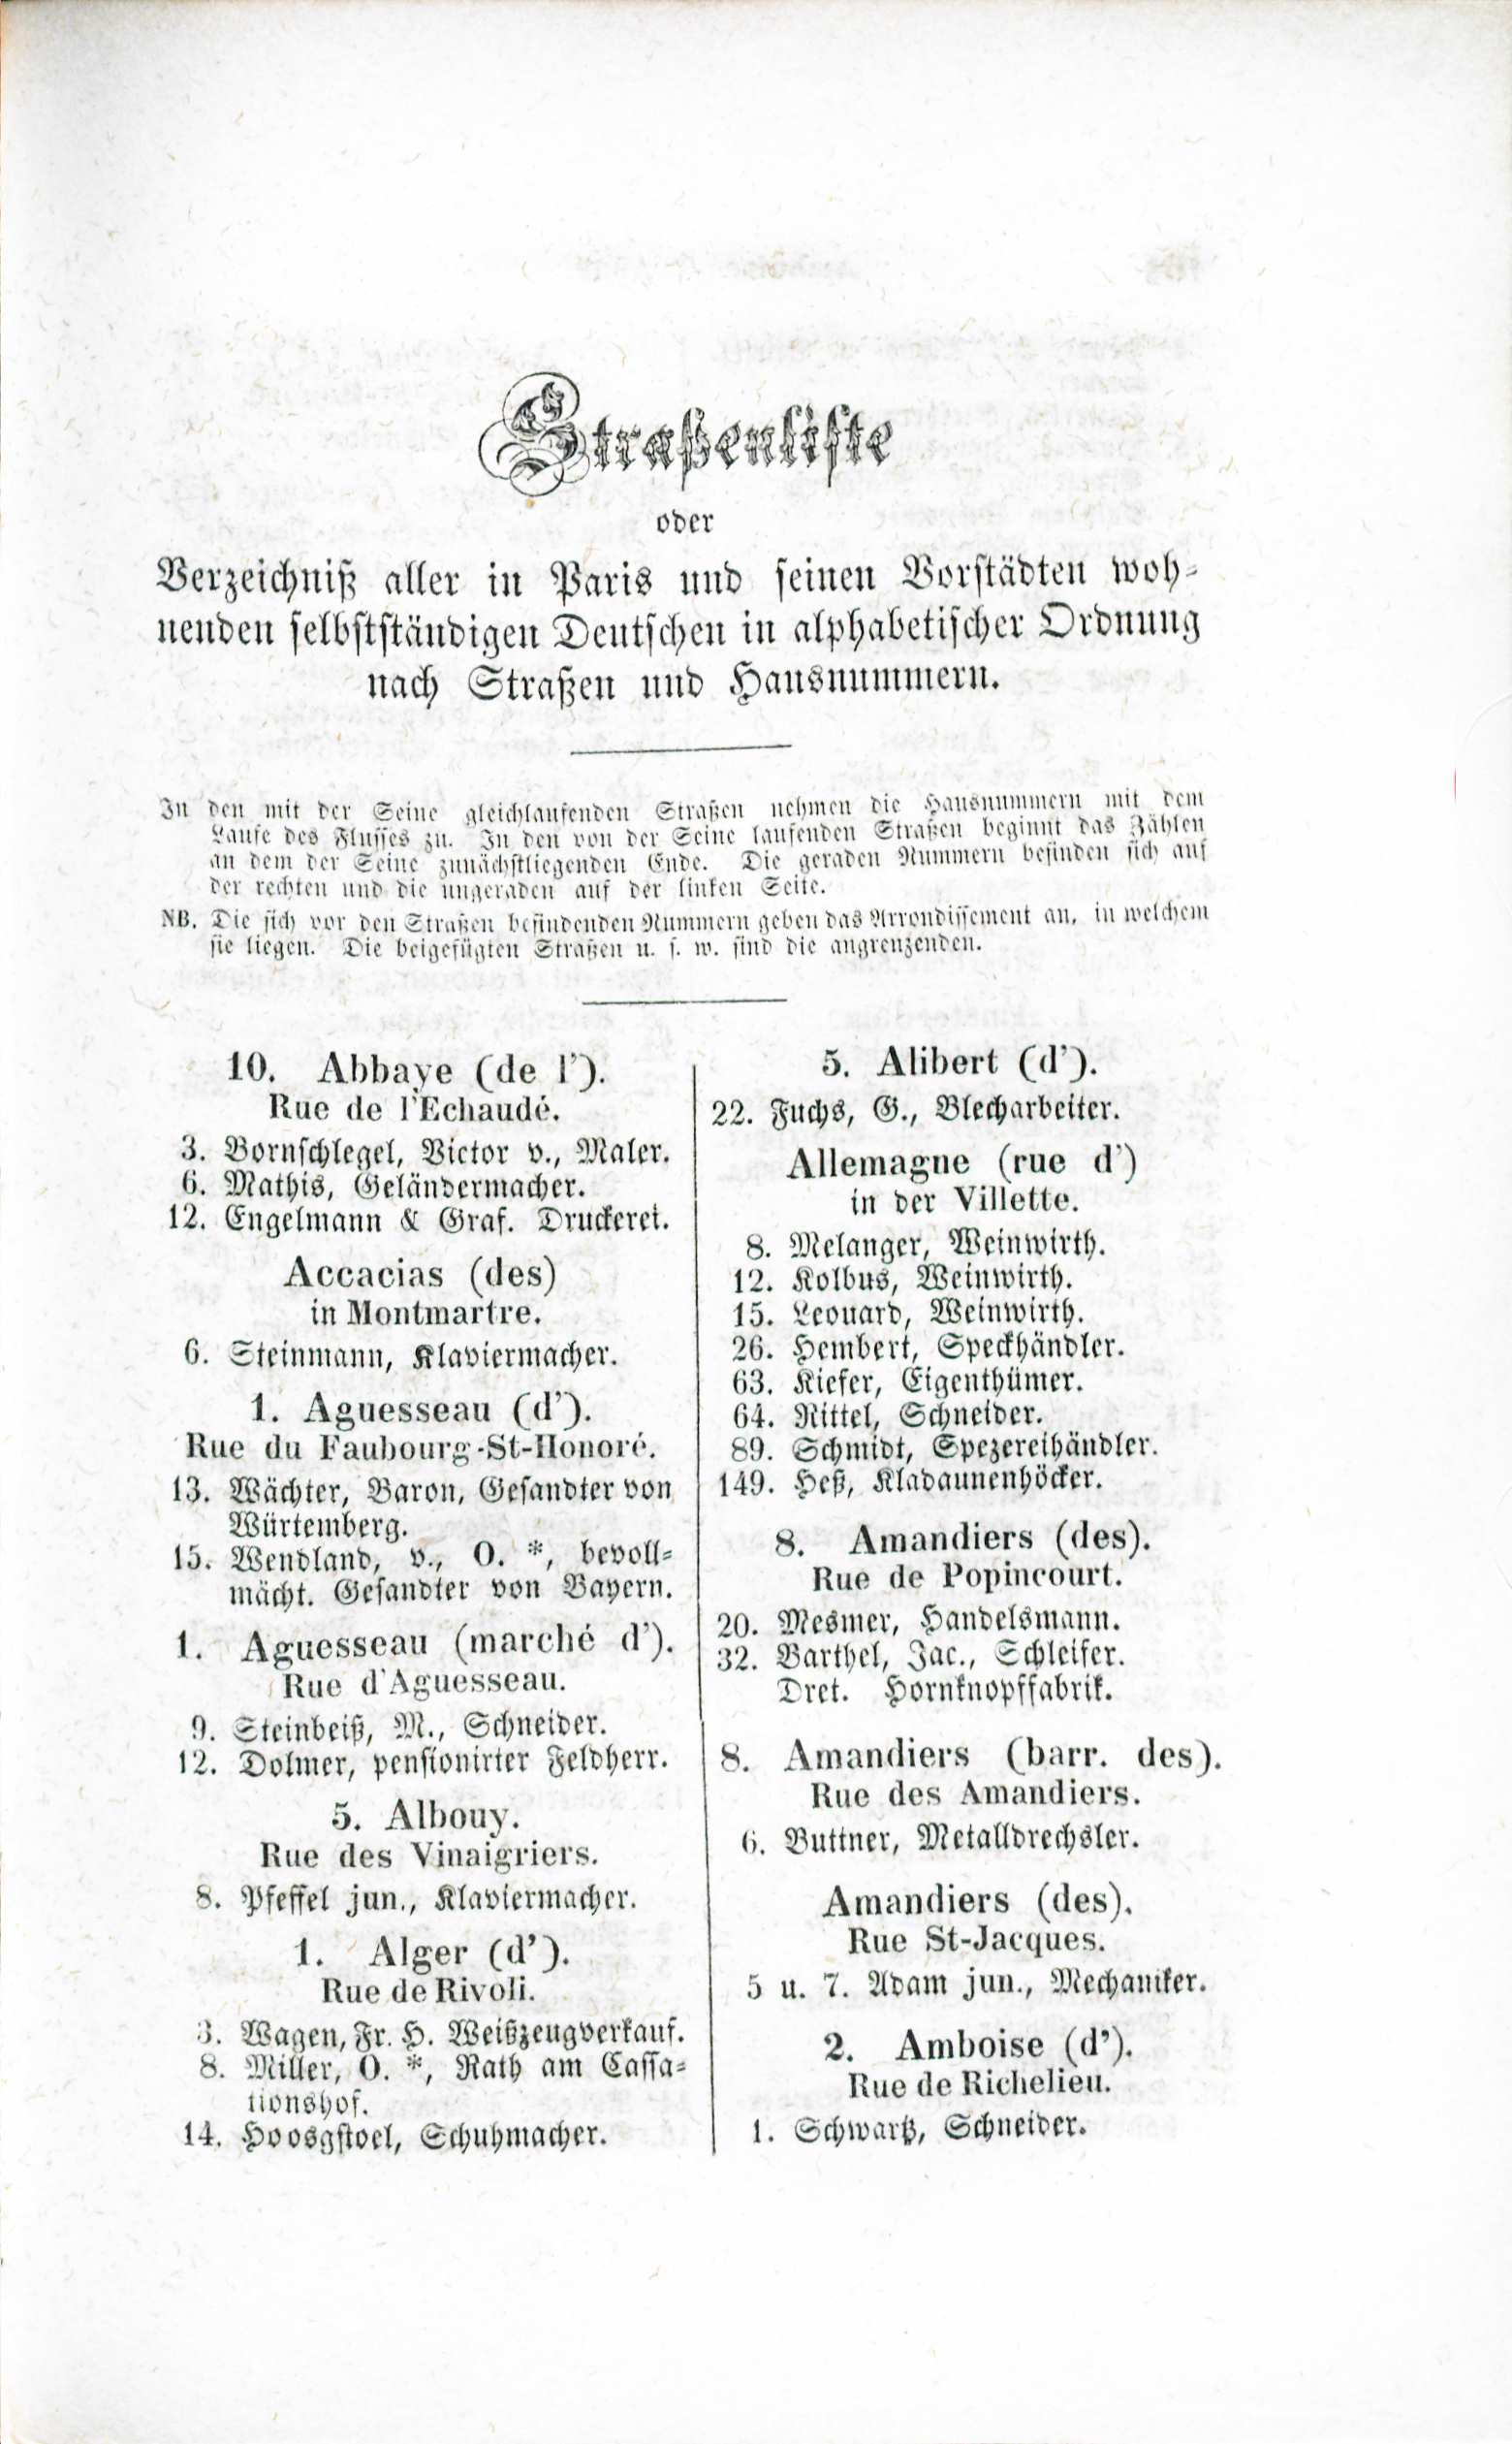 Straßenliste
oder
Verzeichniß aller in Paris und seinen Vorstädten woh-
nenden selbstständigen Deutschen in alphabetischer Ordnung
nach Straßen und Hausnummern.
In den mit der Seine gleichlaufenden Straßen nehmen die Hausnummern mit dem
Laufe des Flusses zu. In den von der Seine laufenden Straßen beginnt das Zählen
an dem der Seine zunächstliegenden Ende. Die geraden Nummern befinden sich auf
der rechten und die ungeraden auf der linken Seite.
NB. Die sich vor den Straßen befindenden Nummern geben das Arrondissement an, in welchem
sie liegen. Die beigefügten Straßen u. s. w. sind die angrenzenden.
10. Abbaye (de l').
Rue de l'Echaudé.
3. Bornschlegel, Victor v., Maler.
6. Mathis, Geländermacher.
12. Engelmann & Graf. Druckerei.
Accacias (des)
in Montmartre.
6. Steinmann, Klaviermacher.
1. Aguesseau (d').
Rue du Faubourg-St-Honoré.
13. Wächter, Baron, Gesandter von
Würtemberg.
15. Wendland, v., O. *, bevoll-
mächt. Gesandter von Bayern.
1. Aguesseau (marché d').
Rue d'Aguesseau.
9. Steinbeiß, M., Schneider.
12. Dolmer, pensionirter Feldherr.
5. Albouy.
Rue des Vinaigriers.
8. Pfeffel jun., Klaviermacher.
1. Alger (d').
Rue de Rivoli.
3. Wagen, Fr. H. Weißzeugverkauf.
8. Miller, O. *, Rath am Cassa-
tionshof.
14. Hoosgstoel, Schuhmacher.
5. Alibert (d').
22. Fuchs, G., Blecharbeiter.
Allemagne (rue d')
in der Villette.
8. Melanger, Weinwirth.
12. Kolbus, Weinwirth.
15. Leonard, Weinwirth.
26. Hembert, Speckhändler.
63. Kiefer, Eigenthümer.
64. Rittel, Schneider.
89. Schmidt, Spezereihändler.
149. Heß, Kladaunenhöcker.
8. Amandiers (des).
Rue de Popincourt.
20. Mesmer, Handelsmann.
32. Barthel, Jac., Schleifer.
Dret. Hornknopffabrik.
8. Amandiers (barr. des).
Rue des Amandiers.
6. Buttner, Metalldrechsler.
Amandiers (des).
Rue St-Jacques.
5 u. 7. Adam jun., Mechaniker.
2. Amboise (d').
Rue de Richelieu.
1. Schwartz, Schneider.